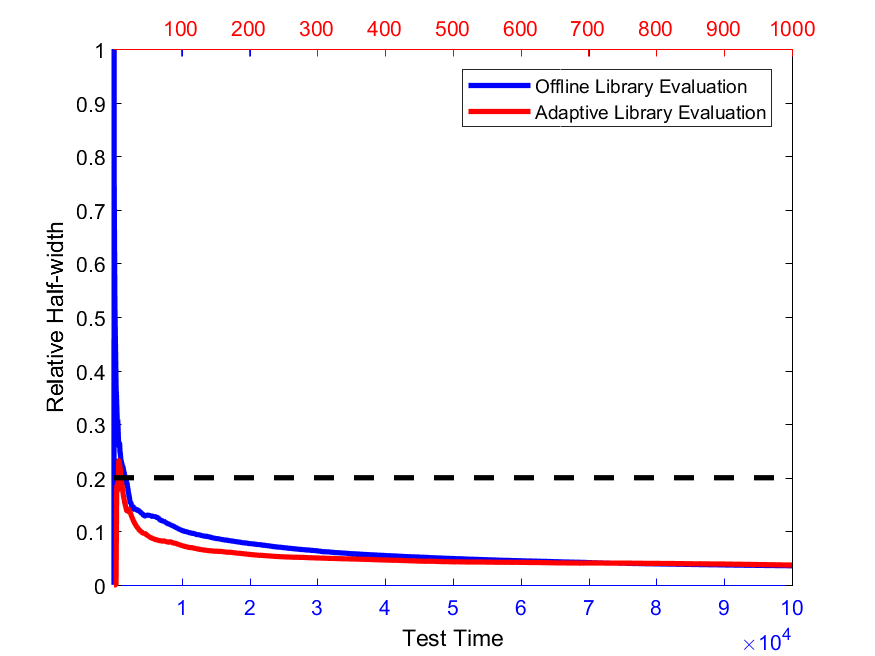 100 200 300 400 500 600 700 800 900 1000
1
0.9
0.8
0.7
0.6
0.5
0.4
0.3
0.2
0.1
0
Relative Half-width
Offline Library Evaluation
Adaptive Library Evaluation
1 2 3 4 5 6 7 8 9 10
Test Time
×10⁴